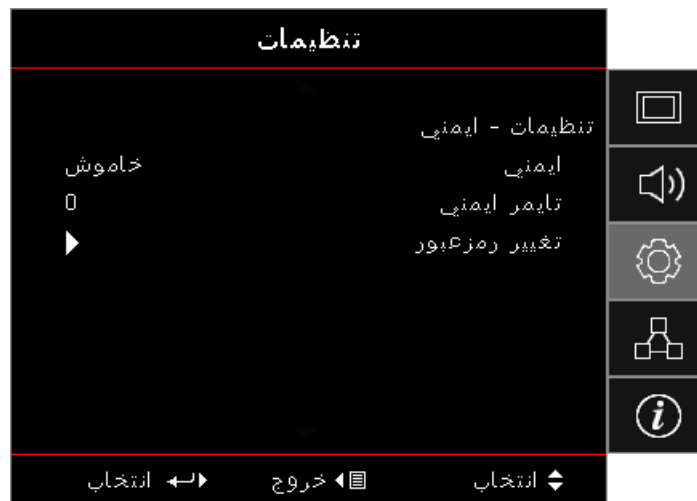 تنظیمات
تنظیمات - ایمنی
ایمنی خاموش
تایمر ایمنی 0
تغییر رمزعبور
انتخاب خروج انتخاب